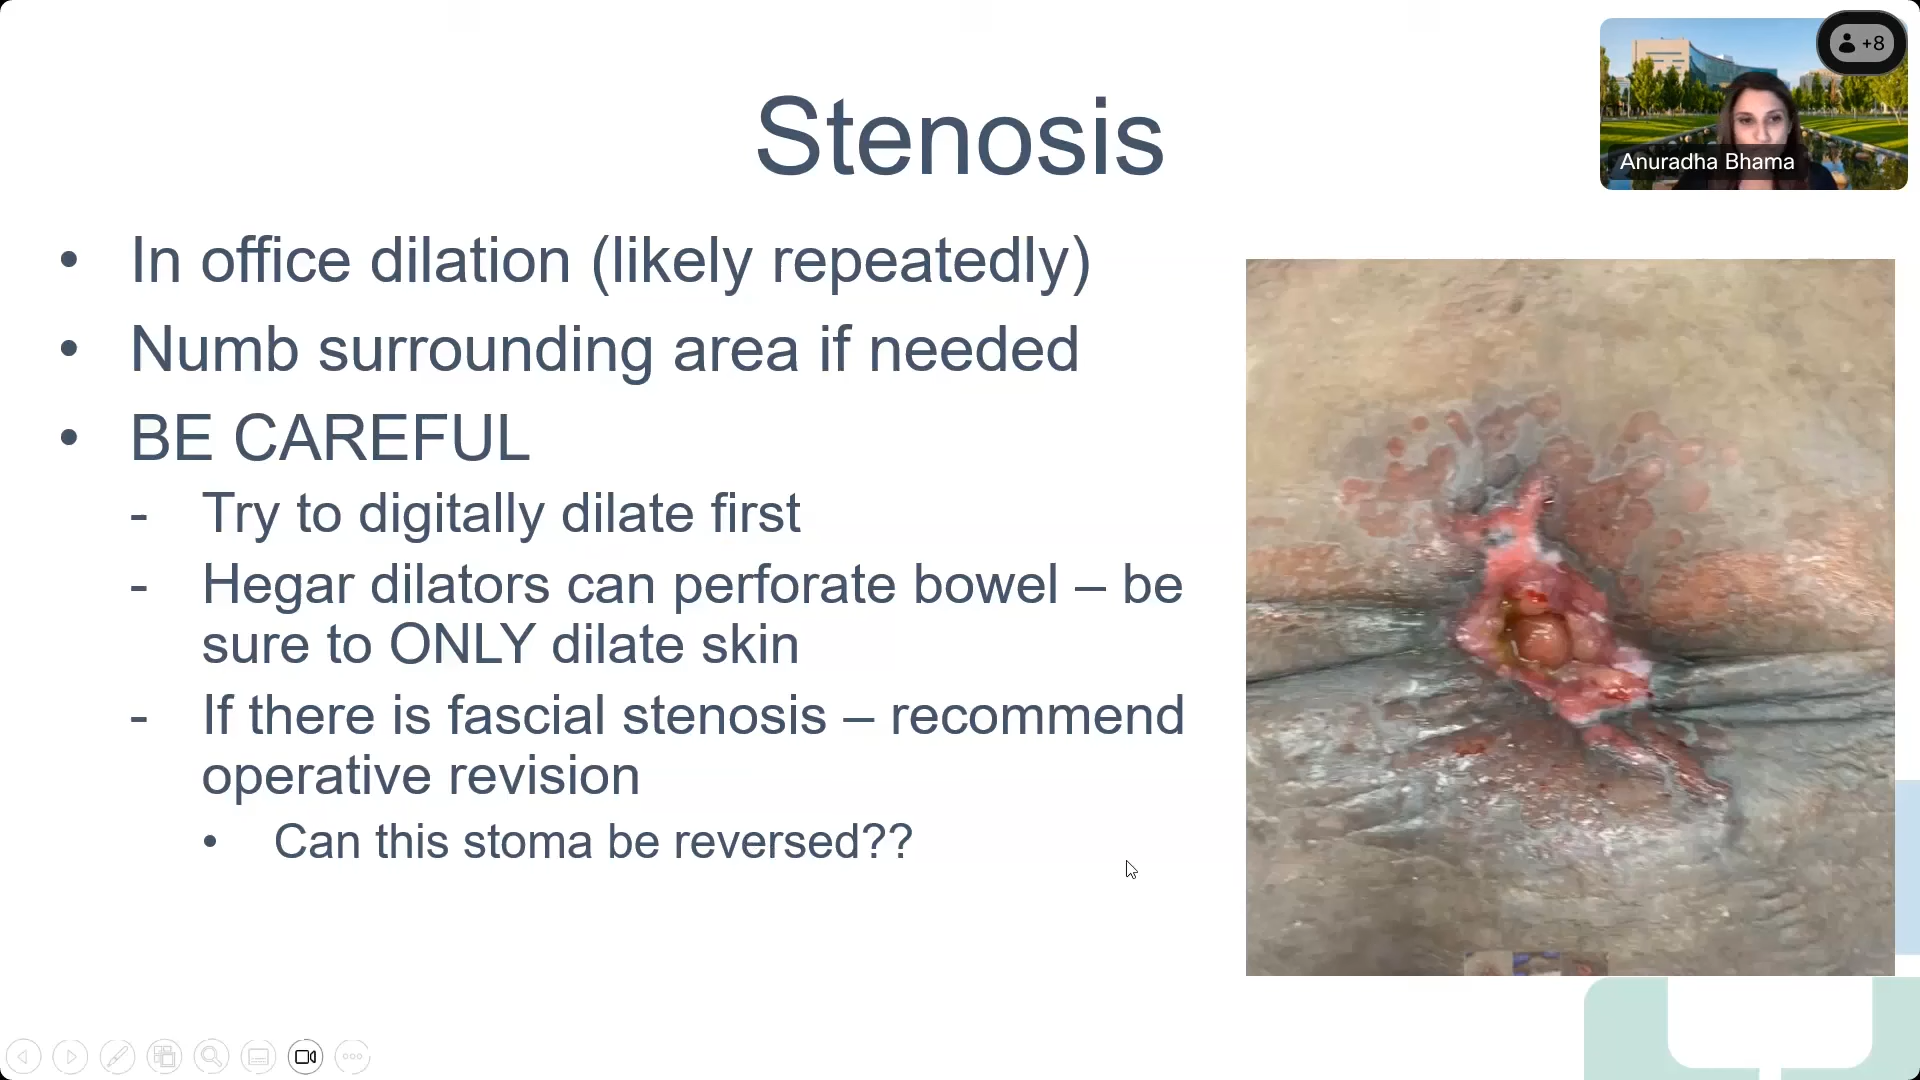 Stenosis
+8
Anuradha Bhama
• In office dilation (likely repeatedly)
• Numb surrounding area if needed
• BE CAREFUL
- Try to digitally dilate first
- Hegar dilators can perforate bowel – be
sure to ONLY dilate skin
- If there is fascial stenosis – recommend
operative revision
• Can this stoma be reversed??